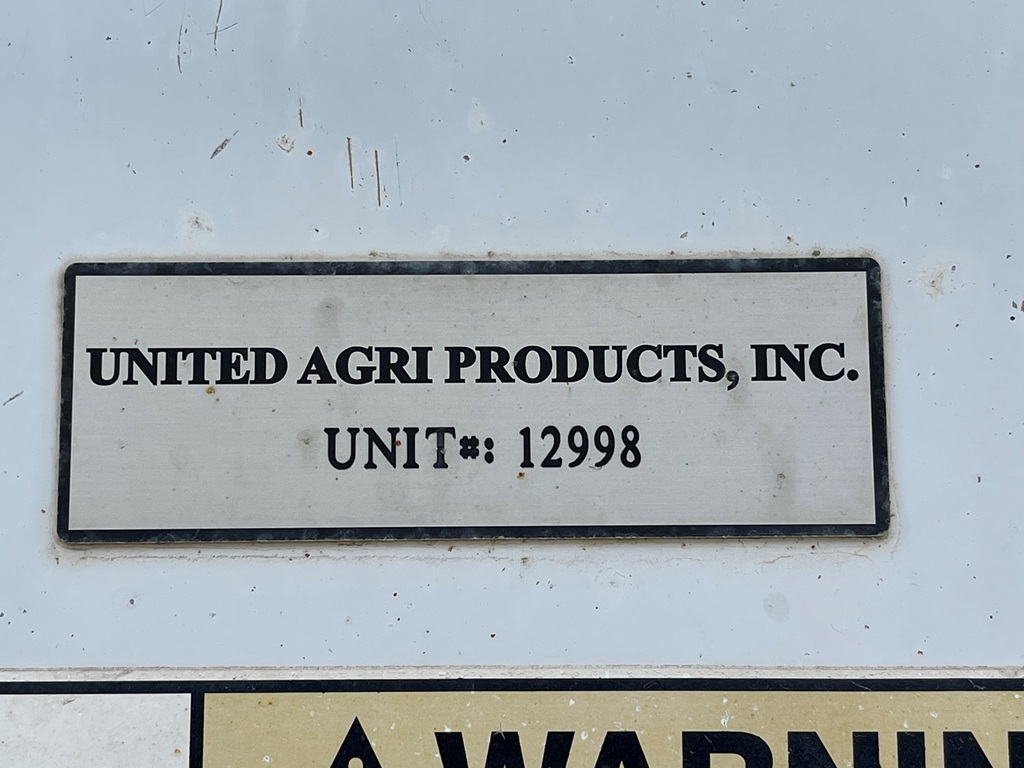 UNITED AGRI PRODUCTS, INC.
UNIT#: 12998